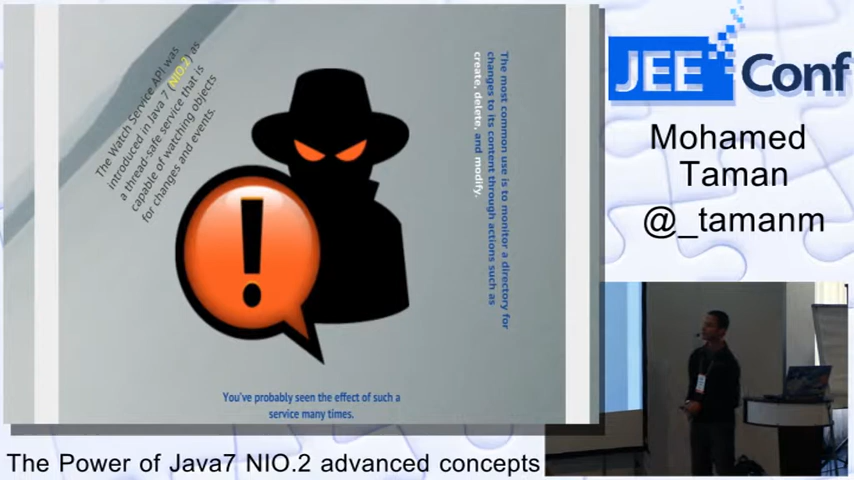 The Watch Service API was
introduced in Java 7 (NIO.2) as
a thread-safe service that is
capable of watching objects
for changes and events.
The most common use is to monitor a directory for
changes to its content through actions such as
create, delete, and modify.
!
You've probably seen the effect of such a
service many times.
JEE Conf
Mohamed
Taman
@_tamanm
The Power of Java7 NIO.2 advanced concepts